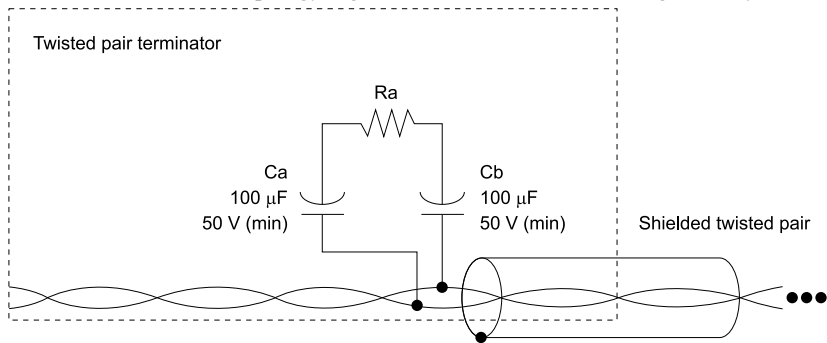 Twisted pair terminator
Ra
Ca
100 μF
50 V (min)
Cb
100 μF
50 V (min)
Shielded twisted pair